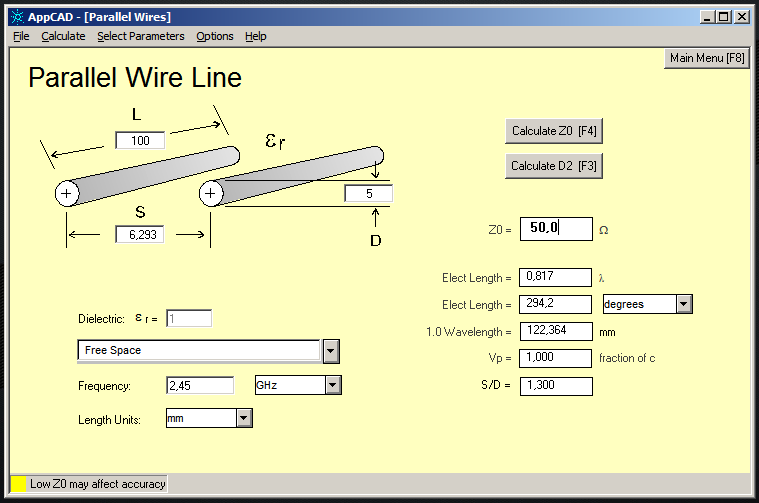 AppCAD - [Parallel Wires]
File Calculate Select Parameters Options Help
Main Menu [F8]
Parallel Wire Line
L
100
εr
Calculate Z0 [F4]
Calculate D2 [F3]
5
S
6,293
D
Z0 = 50,0 Ω
Elect Length = 0,817 λ
Elect Length = 294,2 degrees
1.0 Wavelength = 122,364 mm
Vp = 1,000 fraction of c
S/D = 1,300
Dielectric: εr = 1
Free Space
Frequency: 2,45 GHz
Length Units: mm
Low Z0 may affect accuracy